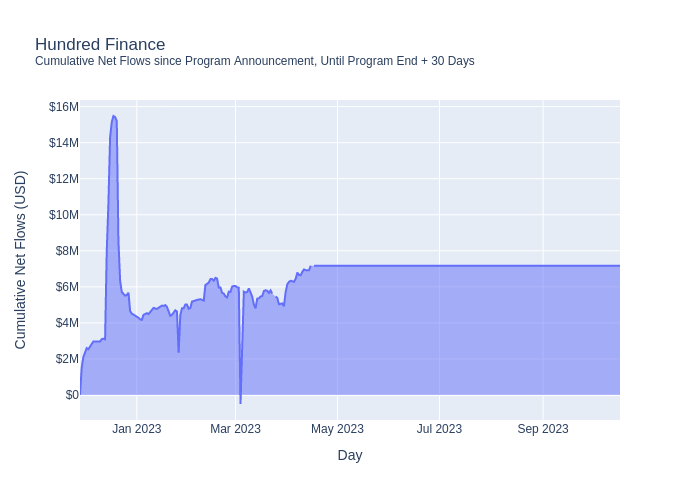 Hundred Finance
Cumulative Net Flows since Program Announcement, Until Program End + 30 Days
Cumulative Net Flows (USD)
$16M
$14M
$12M
$10M
$8M
$6M
$4M
$2M
$0
Jan 2023
Mar 2023
May 2023
Jul 2023
Sep 2023
Day